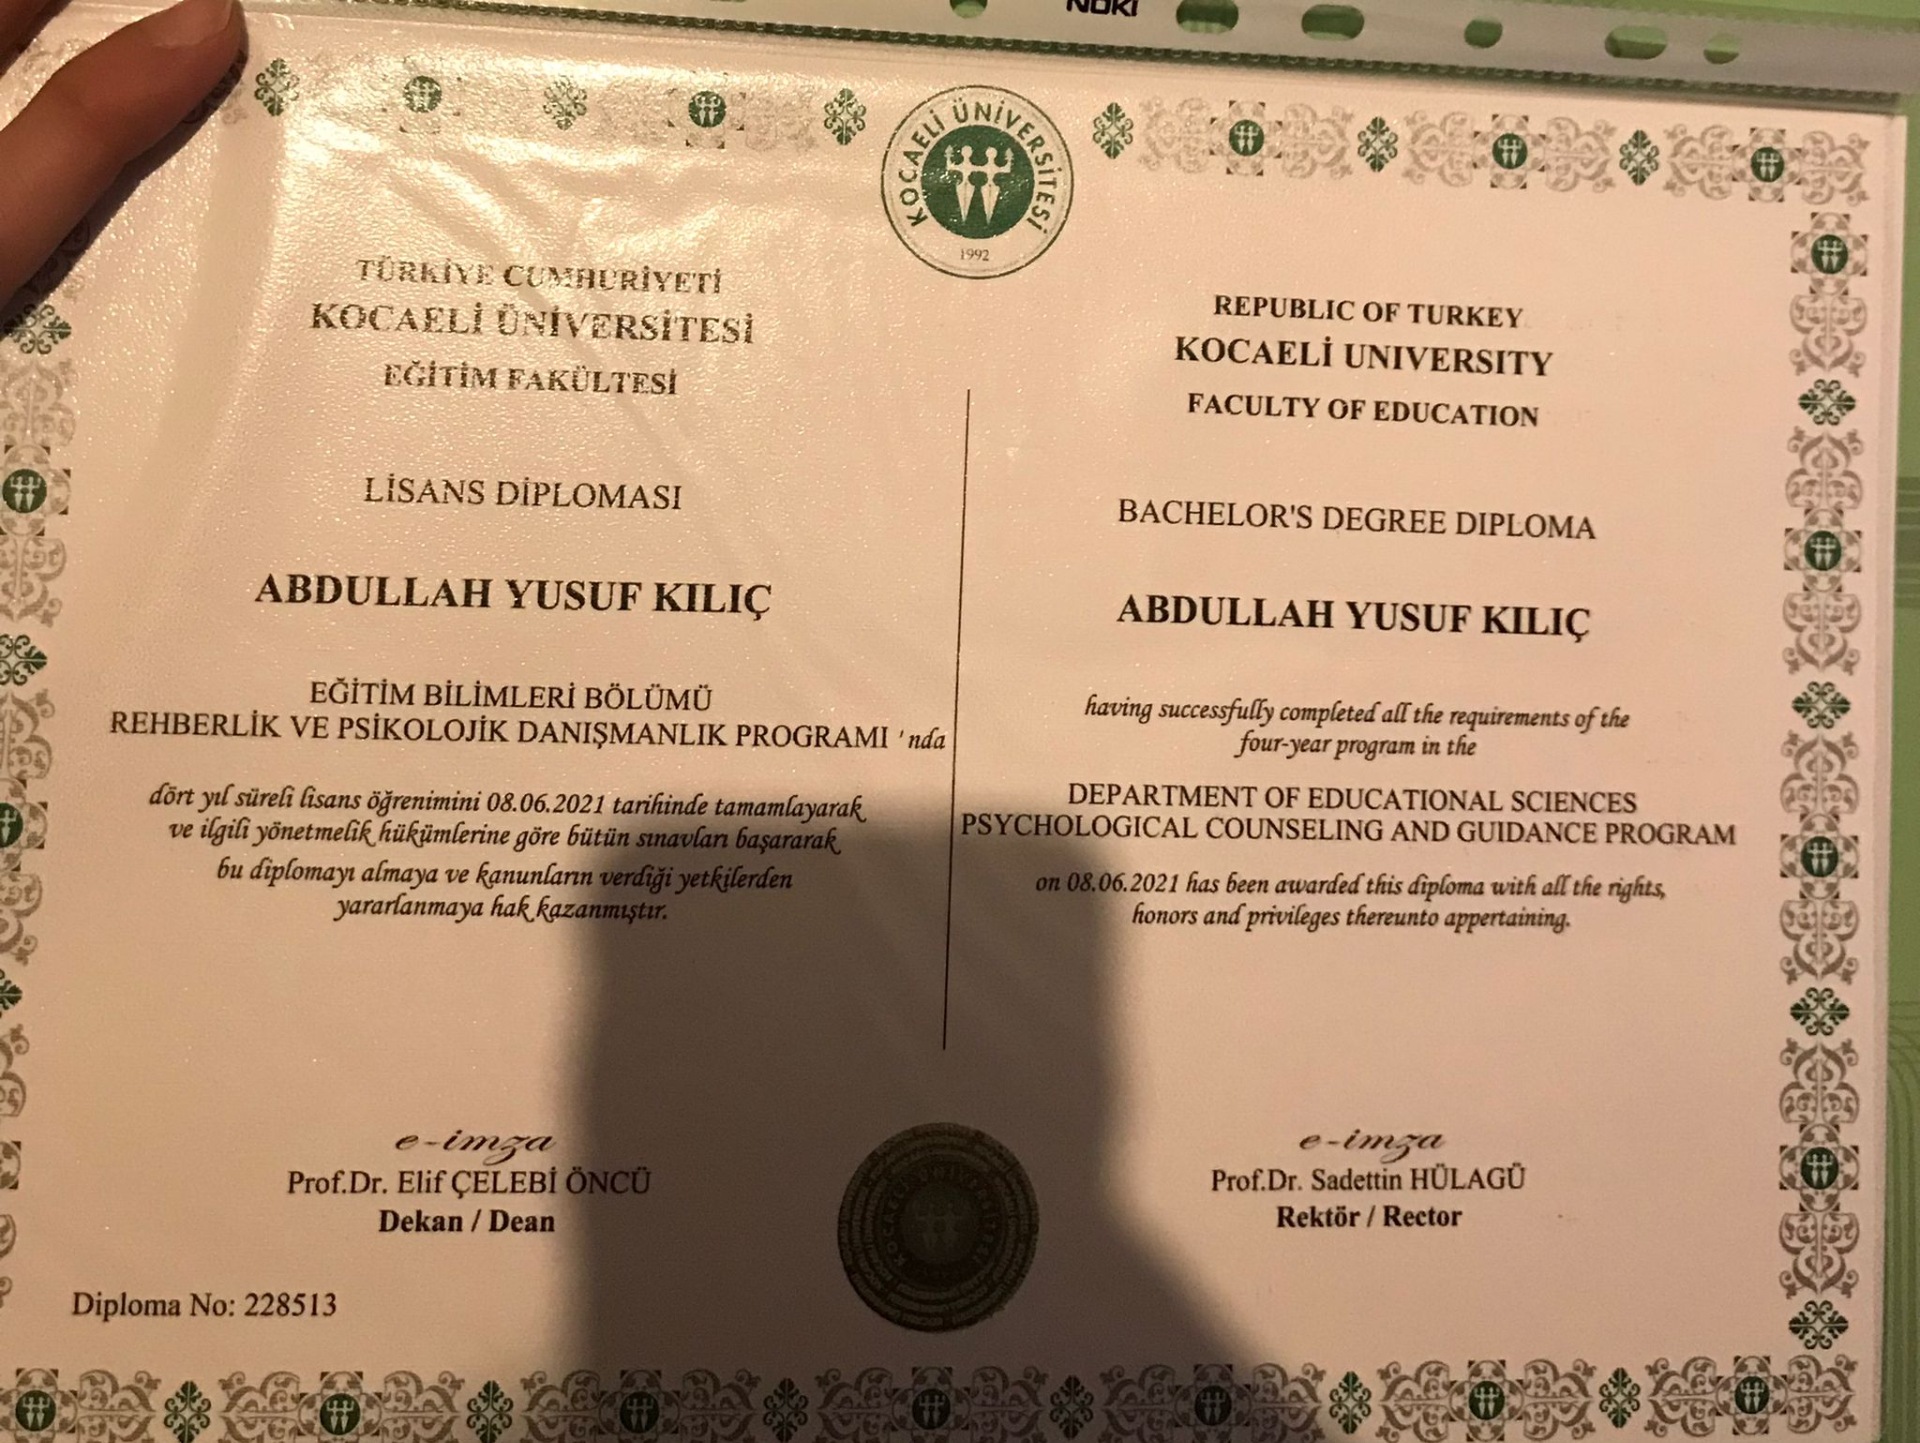 NOKI
KOCAELİ ÜNİVERSİTESİ
1992
TÜRKİYE CUMHURİYETİ
KOCAELİ ÜNİVERSİTESİ
EĞİTİM FAKÜLTESİ
LİSANS DİPLOMASI
ABDULLAH YUSUF KILIÇ
EĞİTİM BİLİMLERİ BÖLÜMÜ
REHBERLİK VE PSİKOLOJİK DANIŞMANLIK PROGRAMI 'nda
dört yıl süreli lisans öğrenimini 08.06.2021 tarihinde tamamlayarak
ve ilgili yönetmelik hükümlerine göre bütün sınavları başararak
bu diplomayı almaya ve kanunların verdiği yetkilerden
yararlanmaya hak kazanmıştır.
e-imza
Prof.Dr. Elif ÇELEBİ ÖNCÜ
Dekan / Dean
Diploma No: 228513
REPUBLIC OF TURKEY
KOCAELİ UNIVERSITY
FACULTY OF EDUCATION
BACHELOR'S DEGREE DIPLOMA
ABDULLAH YUSUF KILIÇ
having successfully completed all the requirements of the
four-year program in the
DEPARTMENT OF EDUCATIONAL SCIENCES
PSYCHOLOGICAL COUNSELING AND GUIDANCE PROGRAM
on 08.06.2021 has been awarded this diploma with all the rights,
honors and privileges thereunto appertaining.
e-imza
Prof.Dr. Sadettin HÜLAGÜ
Rektör / Rector